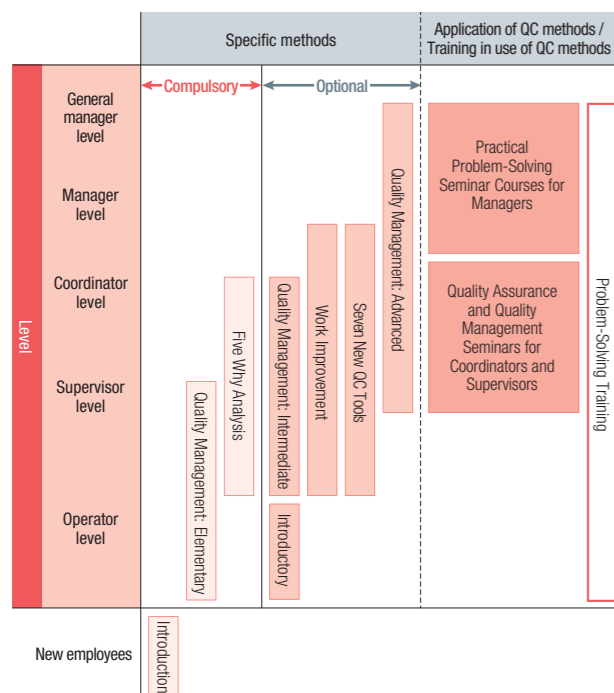 Specific methods
Application of QC methods /
Training in use of QC methods
Compulsory
Optional
Level
General
manager
level
Manager
level
Coordinator
level
Supervisor
level
Operator
level
New employees
Introduction
Quality Management: Elementary
Five Why Analysis
Quality Management: Intermediate
Introductory
Work Improvement
Seven New QC Tools
Quality Management: Advanced
Practical
Problem-Solving
Seminar Courses for
Managers
Quality Assurance
and Quality
Management
Seminars for
Coordinators and
Supervisors
Problem-Solving Training